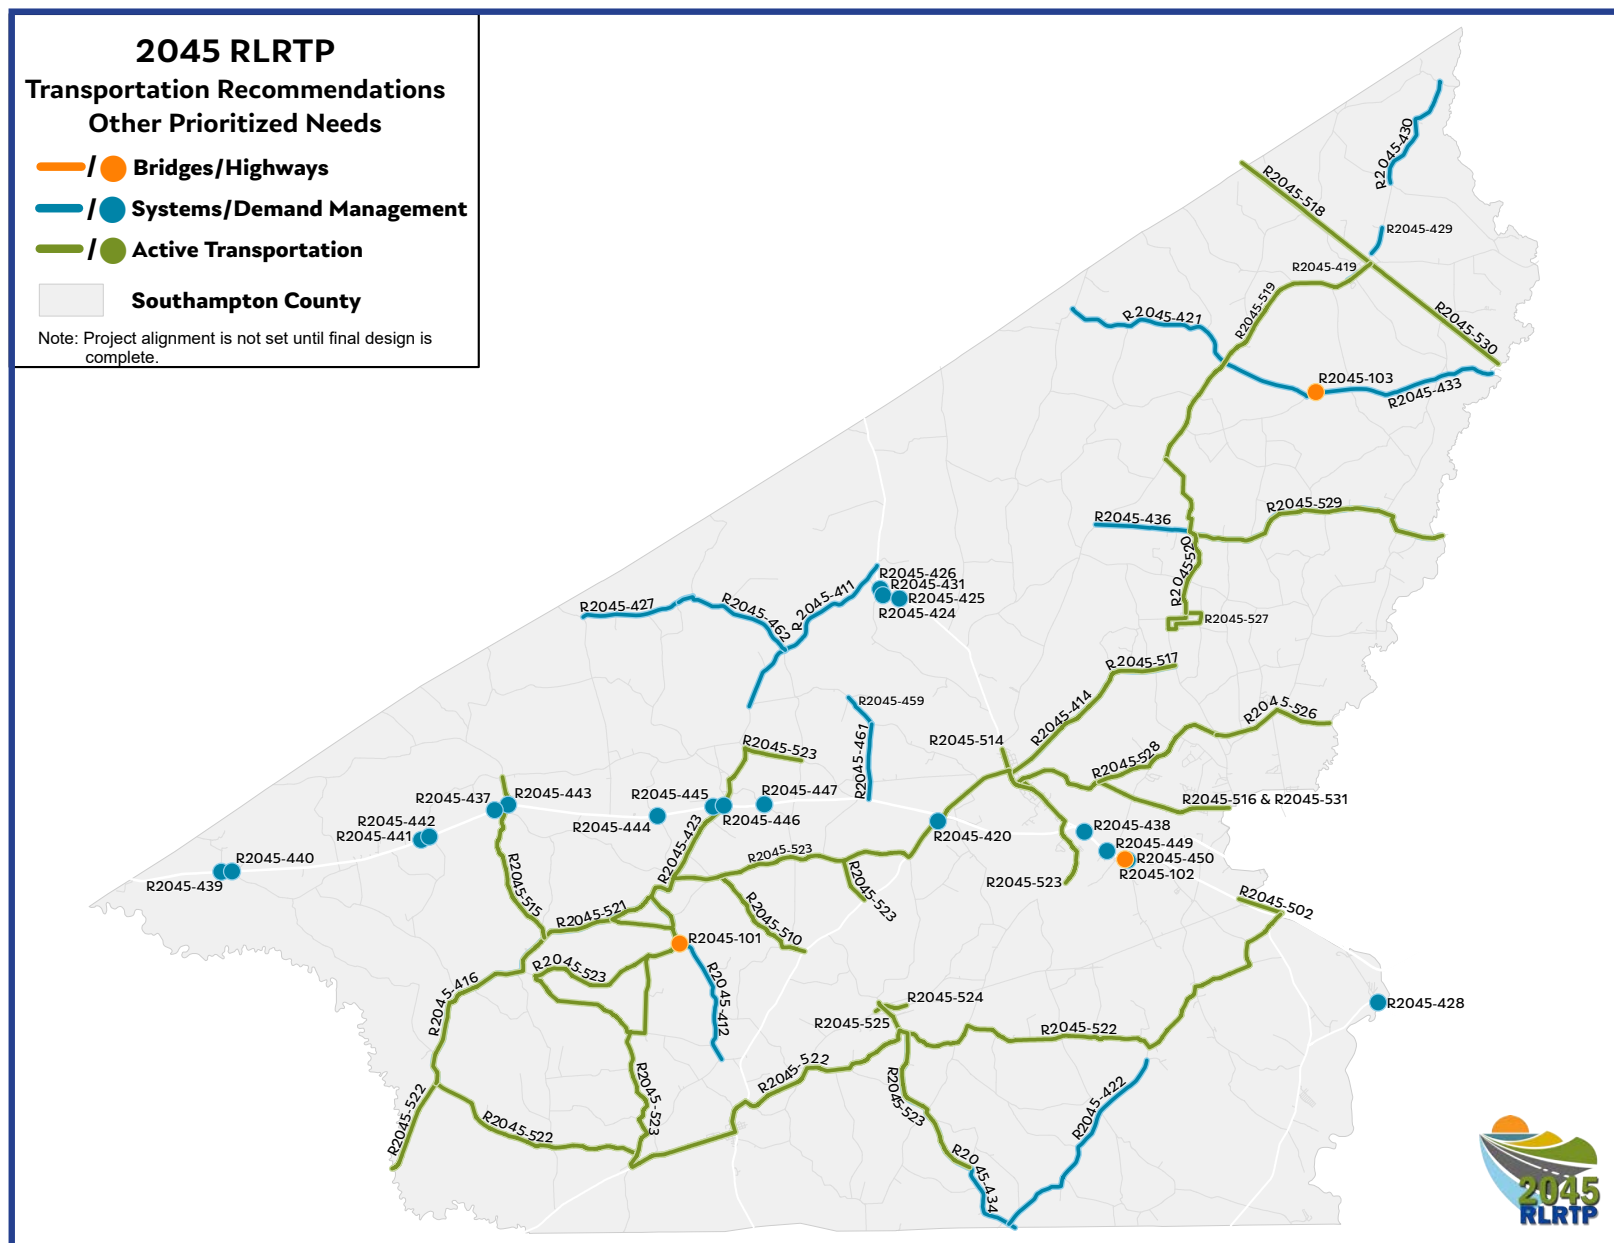 2045 RLRTP
Transportation Recommendations
Other Prioritized Needs
/ Bridges/Highways
/ Systems/Demand Management
/ Active Transportation
Southampton County
Note: Project alignment is not set until final design is
complete.
R2045-430
R2045-518
R2045-429
R2045-419
R2045-519
R2045-421
R2045-530
R2045-103
R2045-433
R2045-529
R2045-436
R2045-520
R2045-426
R2045-431
R2045-425
R2045-424
R2045-411
R2045-427
R2045-462
R2045-527
R2045-517
R2045-459
R2045-414
R2045-526
R2045-514
R2045-523
R2045-461
R2045-528
R2045-437
R2045-443
R2045-445
R2045-447
R2045-516 & R2045-531
R2045-442
R2045-444
R2045-446
R2045-441
R2045-420
R2045-438
R2045-423
R2045-449
R2045-440
R2045-523
R2045-450
R2045-439
R2045-102
R2045-523
R2045-515
R2045-523
R2045-502
R2045-521
R2045-510
R2045-101
R2045-523
R2045-416
R2045-412
R2045-524
R2045-428
R2045-525
R2045-522
R2045-522
R2045-523
R2045-523
R2045-422
R2045-522
R2045-522
R2045-434
2045
RLRTP